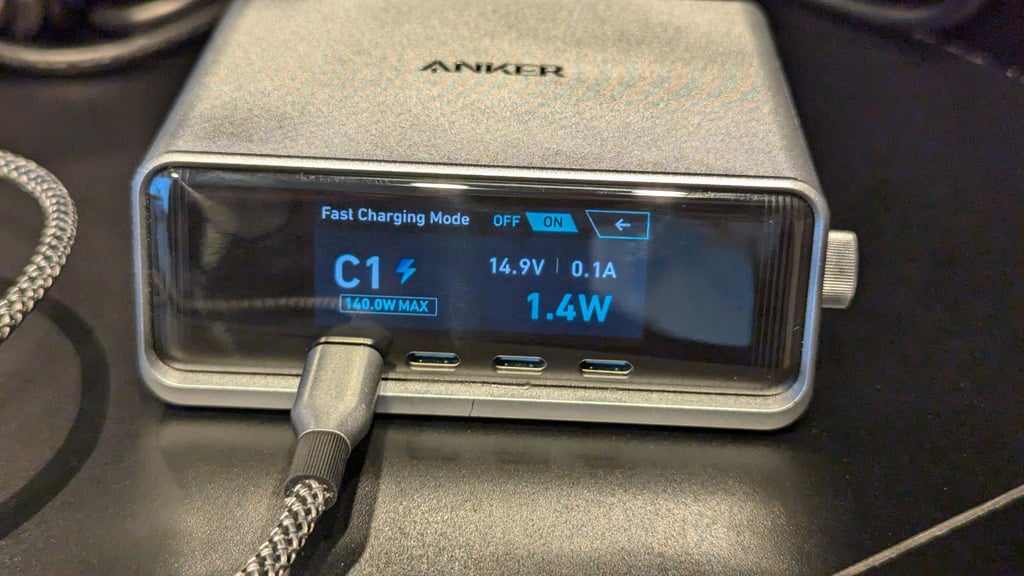 ANKER
Fast Charging Mode OFF ON ←
C1 14.9V | 0.1A
140.0W MAX 1.4W